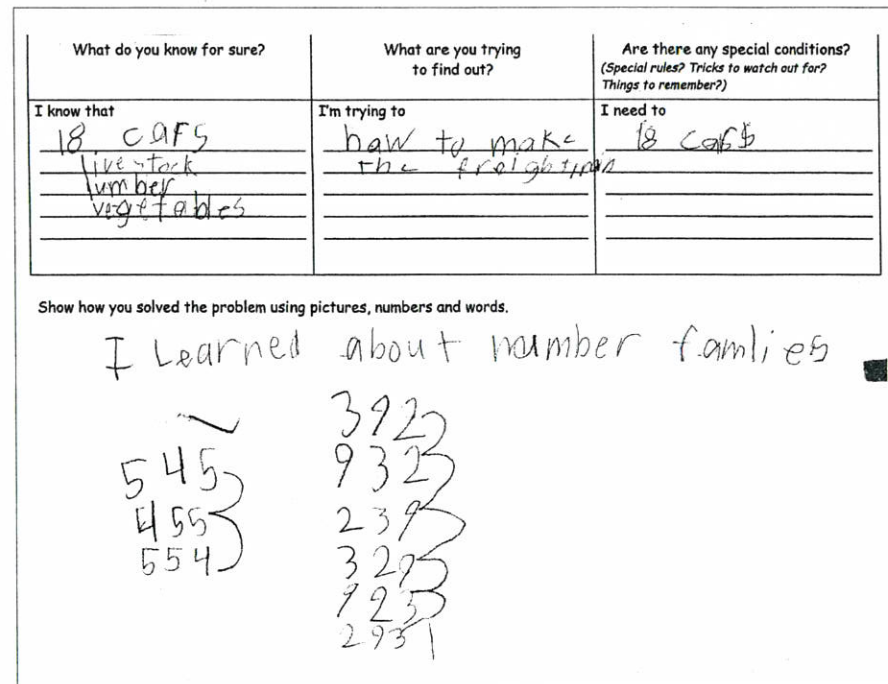 What do you know for sure?
What are you trying
to find out?
Are there any special conditions?
(Special rules? Tricks to watch out for?
Things to remember?)
I know that
18 cars
livestock
lumber
vegetables
I'm trying to
haw to make
the freightrain
I need to
18 cars
Show how you solved the problem using pictures, numbers and words.
I Learned about number famlies
545
455
554
392
932
239
329
923
293